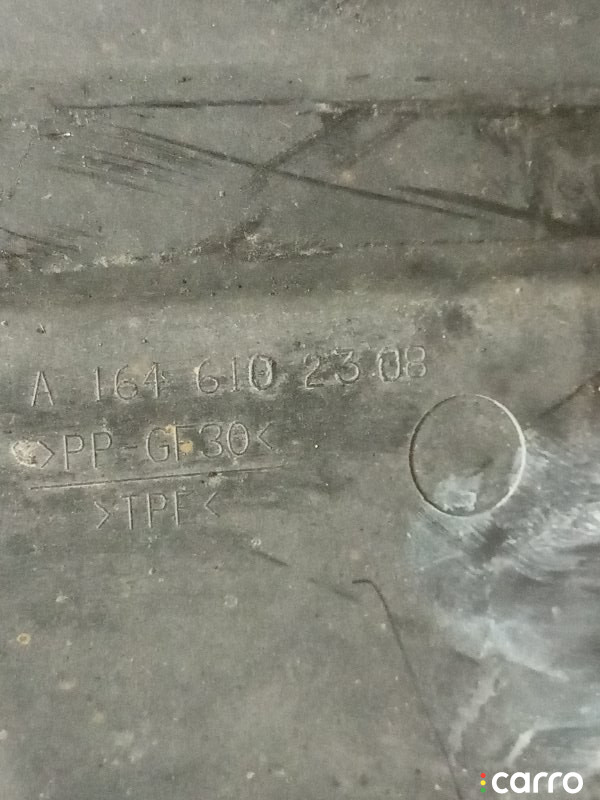 A 164 610 23 08
>PP-GF30<
>TPE<
carro